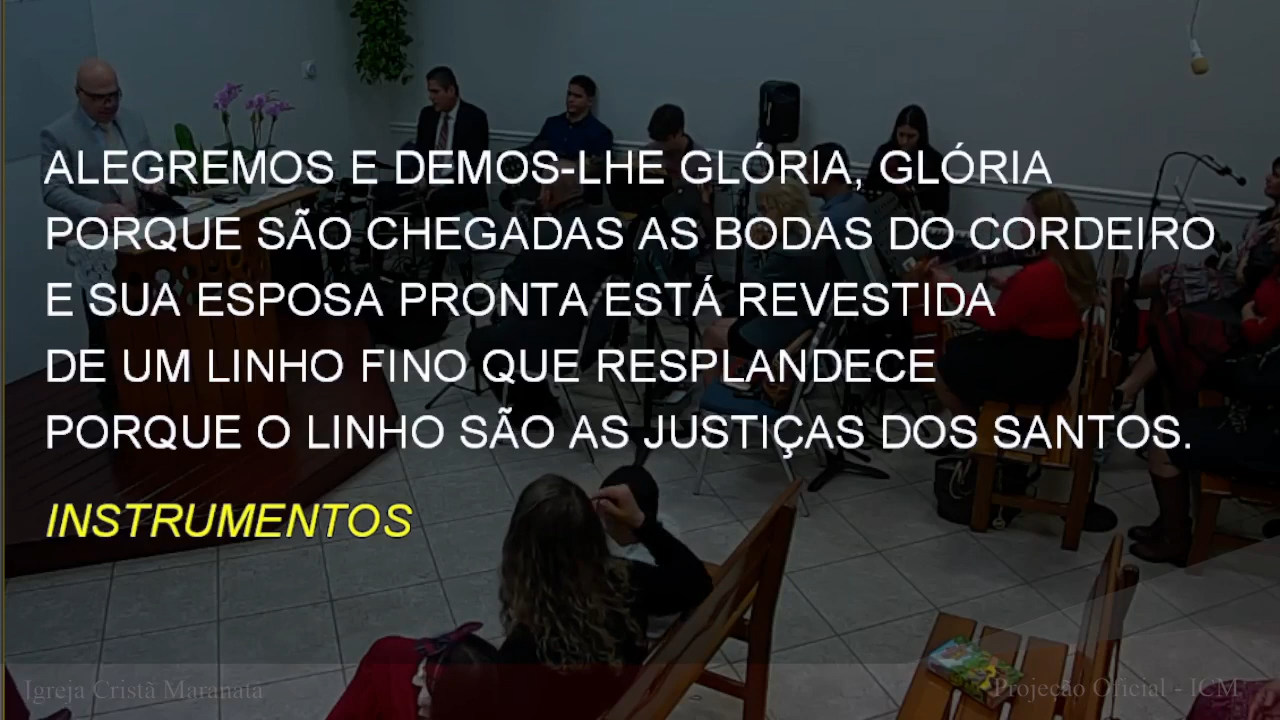 ALEGREMOS E DEMOS-LHE GLÓRIA, GLÓRIA
PORQUE SÃO CHEGADAS AS BODAS DO CORDEIRO
E SUA ESPOSA PRONTA ESTÁ REVESTIDA
DE UM LINHO FINO QUE RESPLANDECE
PORQUE O LINHO SÃO AS JUSTIÇAS DOS SANTOS.
INSTRUMENTOS
Igreja Cristã Maranata
Projecão Oficial - ICM